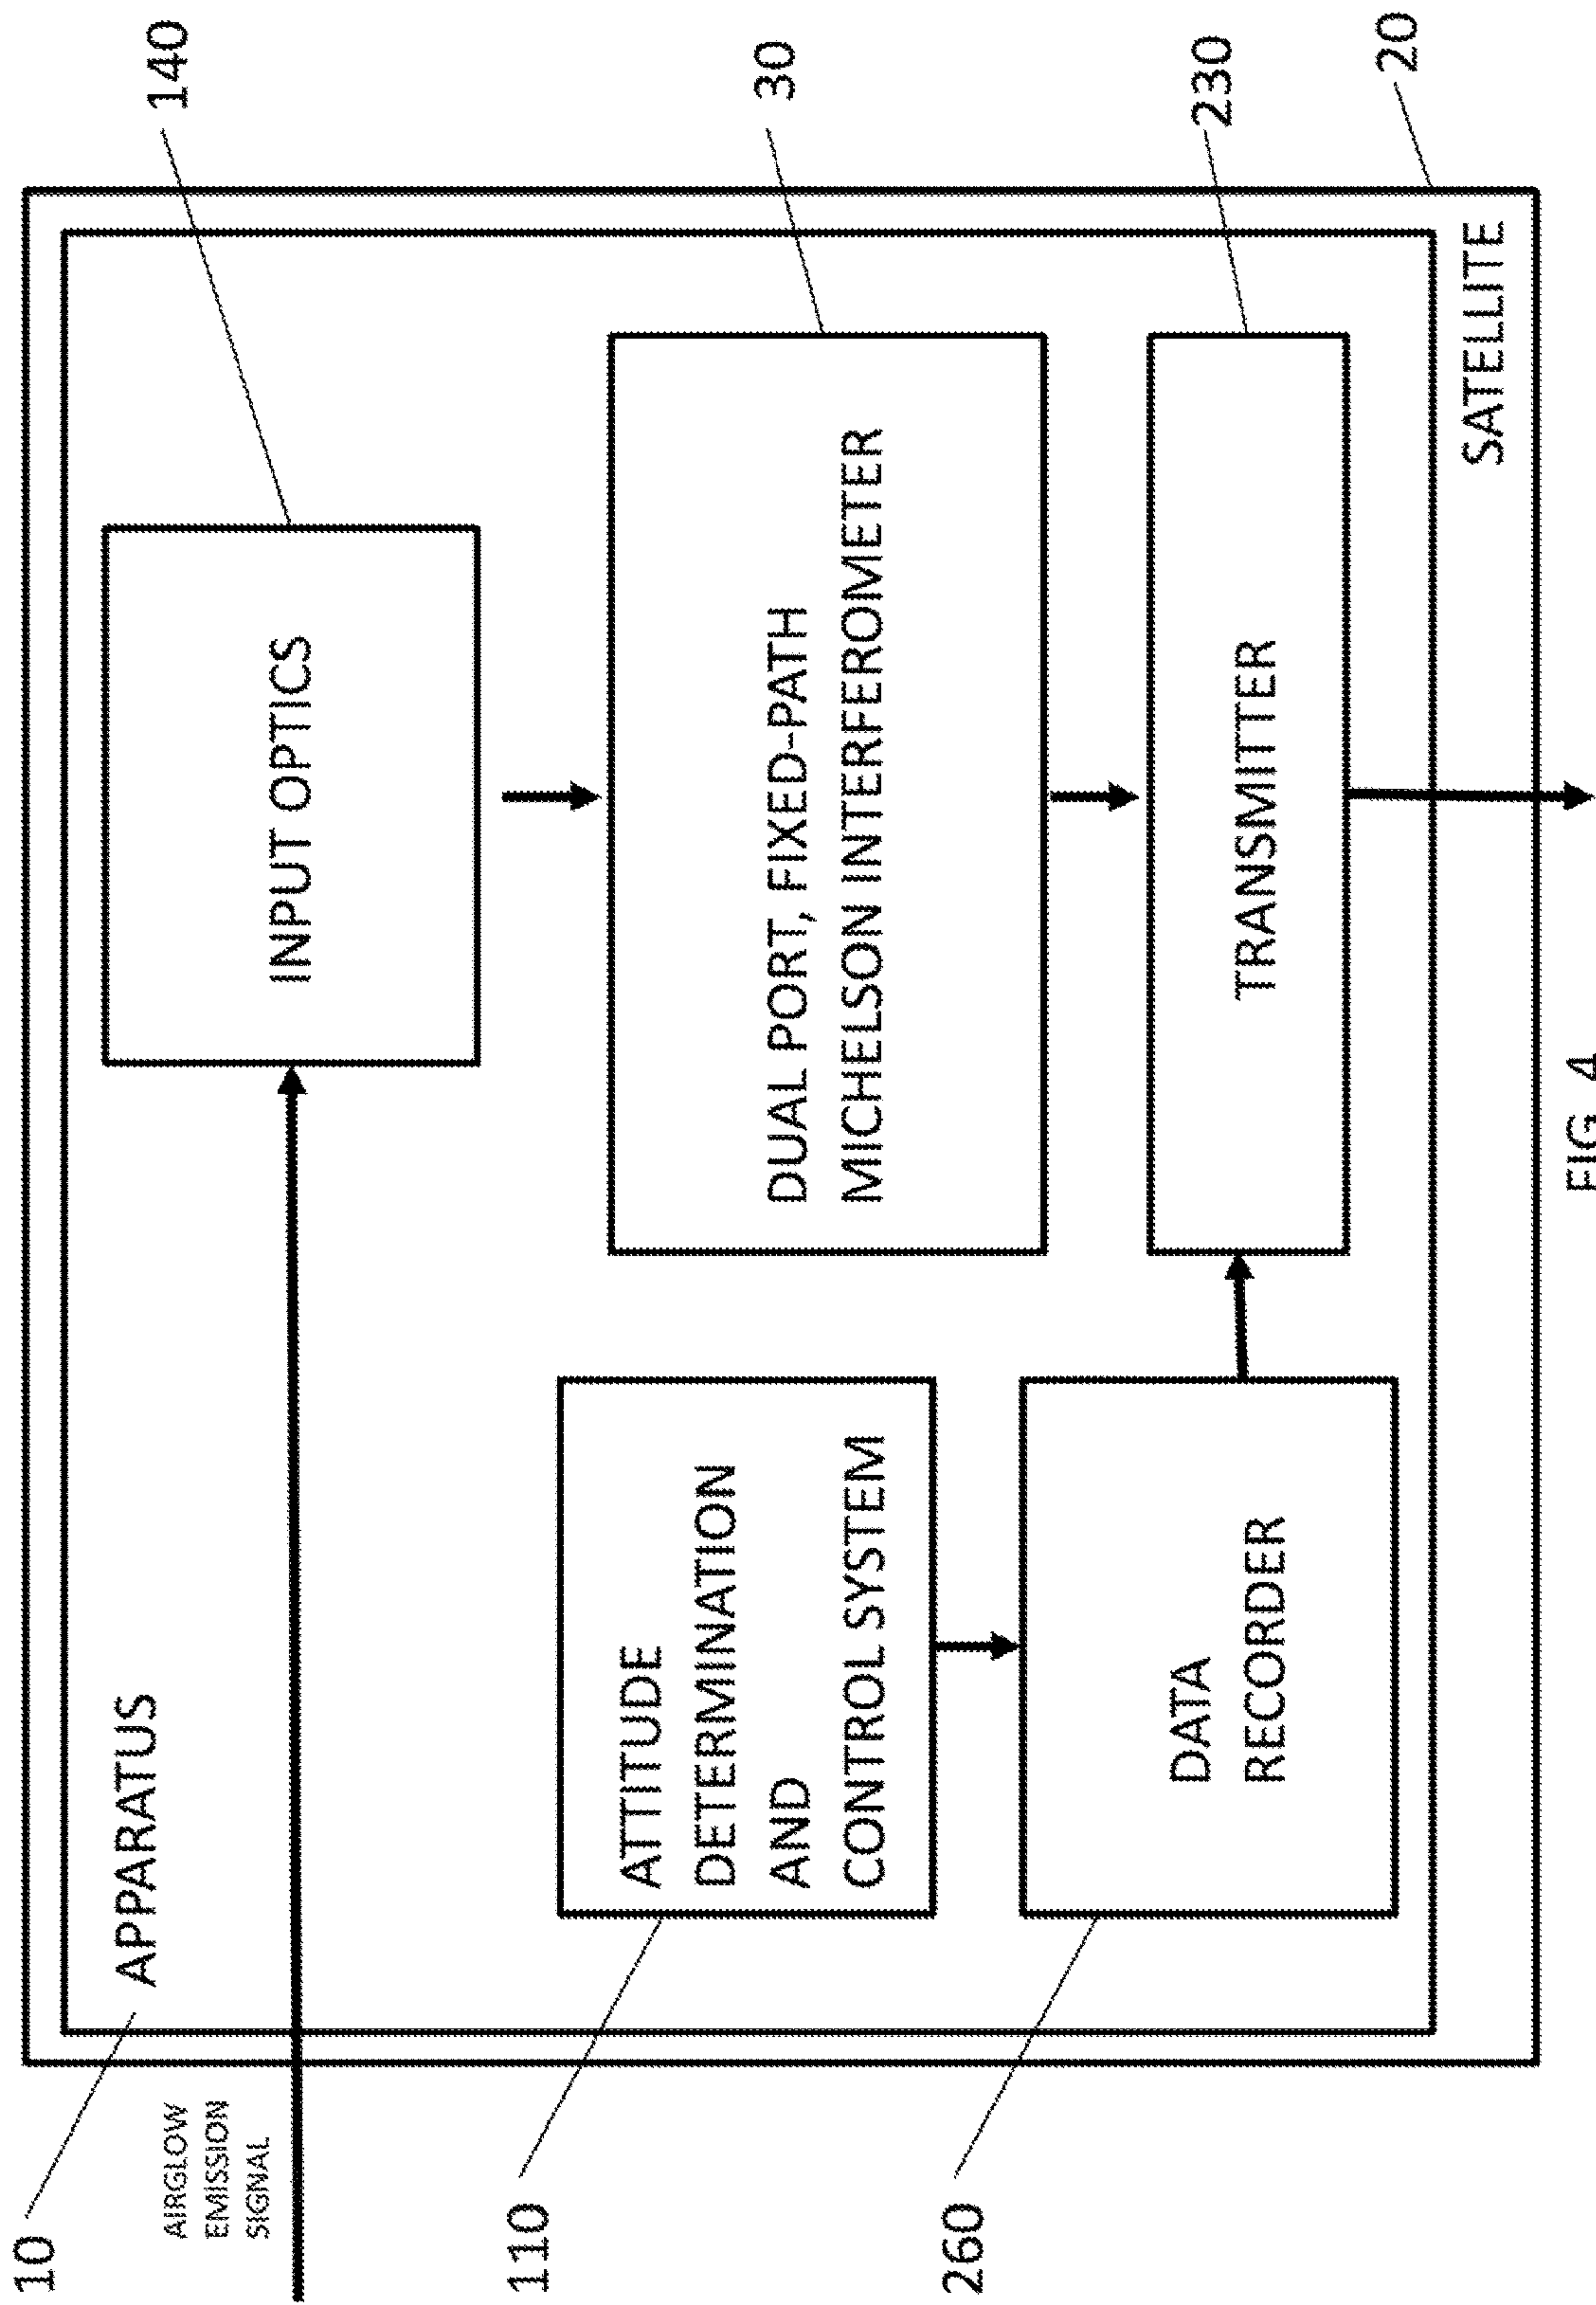 10
APPARATUS
140
AIRGLOW
EMISSION
SIGNAL
INPUT OPTICS
110
ATTITUDE
DETERMINATION
AND
CONTROL SYSTEM
DUAL PORT, FIXED-PATH
MICHELSON INTERFEROMETER
30
260
DATA
RECORDER
TRANSMITTER
230
SATELLITE
20
FIG. 4